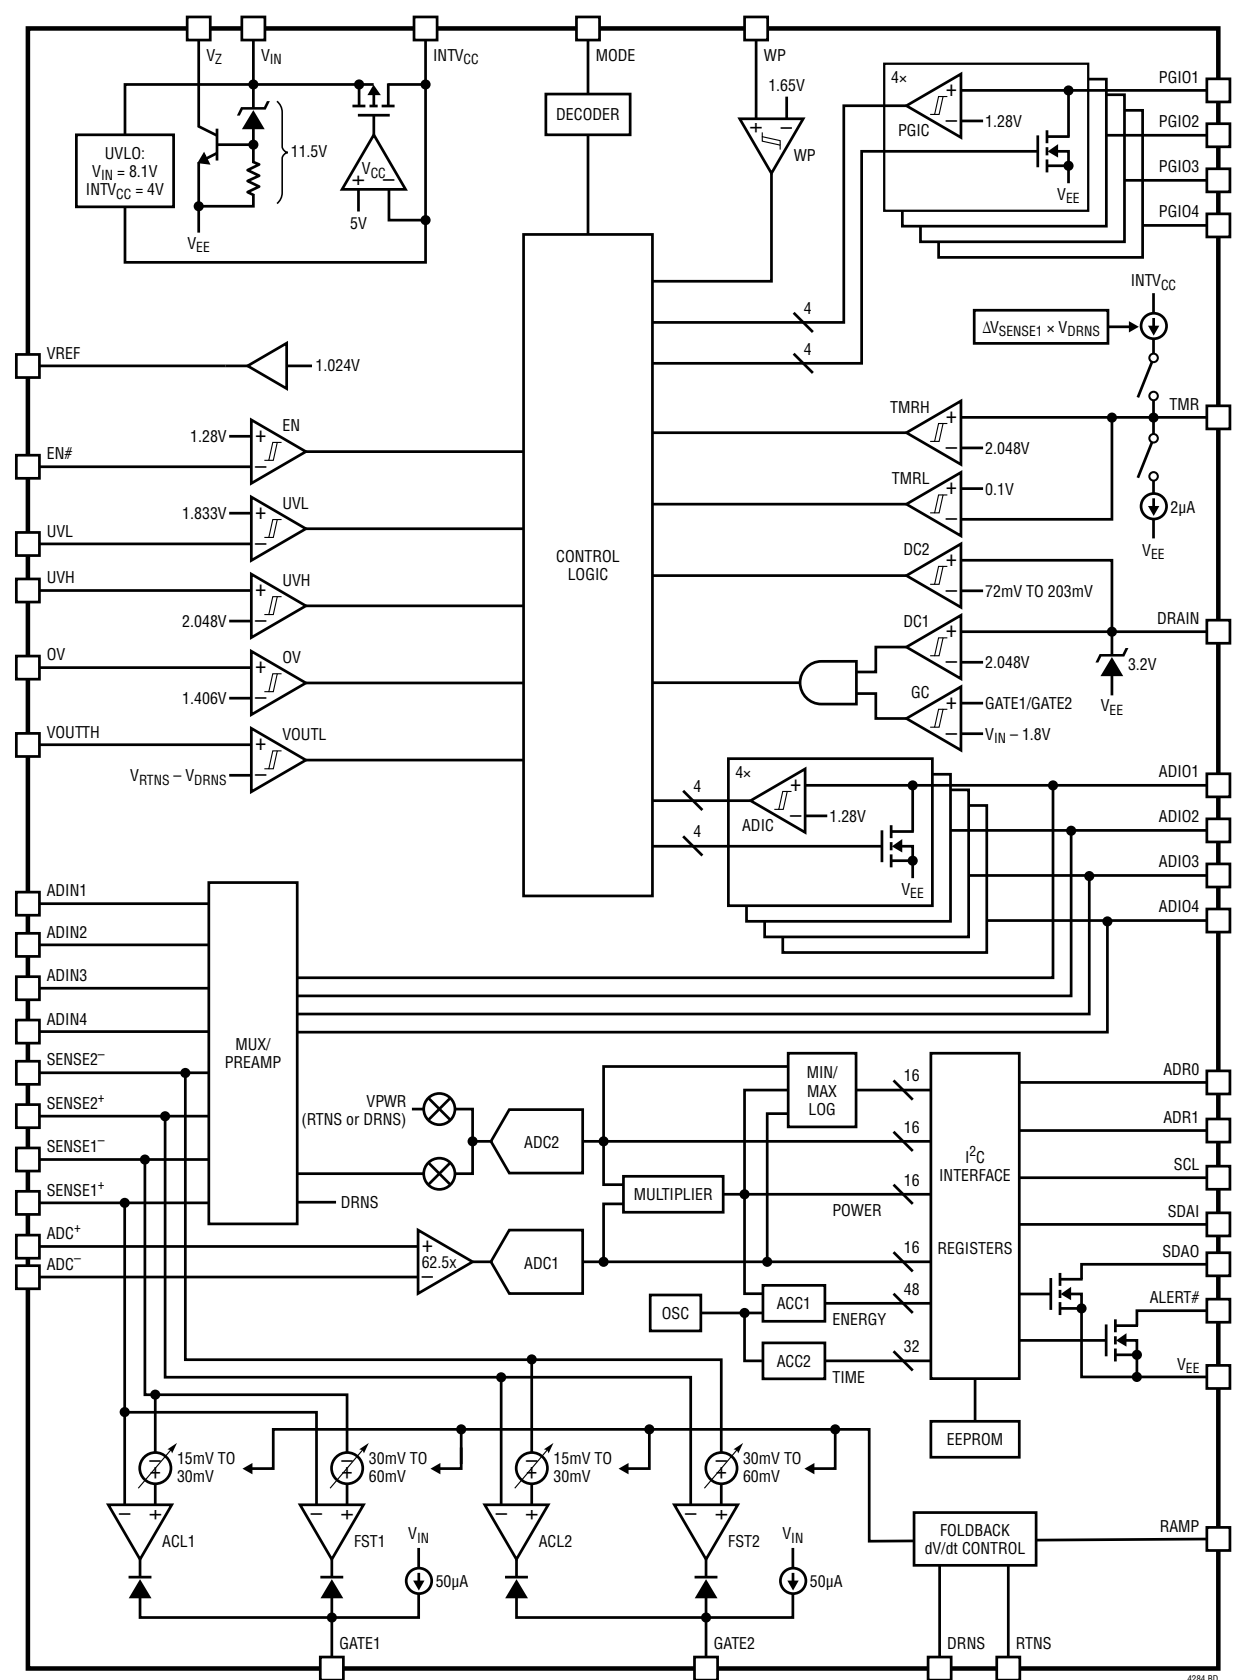 VZ
VIN
INTVCC
MODE
WP
DECODER
UVLO:
VIN = 8.1V
INTVCC = 4V
11.5V
VCC
+ –
5V
VEE
1.65V
+ –
WP
4×
PGIC
+
–
1.28V
VEE
PGIO1
PGIO2
PGIO3
PGIO4
4
4
INTVCC
ΔVSENSE1 × VDRNS
TMR
2µA
VEE
VREF
1.024V
EN#
1.28V
+
–
EN
UVL
1.833V
+
–
UVL
UVH
+
–
UVH
2.048V
OV
+
–
OV
1.406V
VOUTTH
+
–
VOUTL
VRTNS – VDRNS
CONTROL
LOGIC
TMRH
+
–
2.048V
TMRL
+
–
0.1V
DC2
+
–
72mV TO 203mV
DC1
+
–
2.048V
GC
+
–
GATE1/GATE2
VIN – 1.8V
DRAIN
3.2V
VEE
4×
ADIC
+
–
1.28V
VEE
4
4
ADIO1
ADIO2
ADIO3
ADIO4
ADIN1
ADIN2
ADIN3
ADIN4
SENSE2–
SENSE2+
SENSE1–
SENSE1+
ADC+
ADC–
MUX/
PREAMP
DRNS
VPWR
(RTNS or DRNS)
ADC2
+
62.5x
–
ADC1
MULTIPLIER
MIN/
MAX
LOG
16
16
16
POWER
16
OSC
ACC1
48
ENERGY
ACC2
32
TIME
I2C
INTERFACE
REGISTERS
EEPROM
ADR0
ADR1
SCL
SDAI
SDAO
ALERT#
VEE
–
+
15mV TO
30mV
– +
ACL1
–
+
30mV TO
60mV
– +
FST1
–
+
15mV TO
30mV
– +
ACL2
–
+
30mV TO
60mV
– +
FST2
VIN
50µA
VIN
50µA
FOLDBACK
dV/dt CONTROL
RAMP
GATE1
GATE2
DRNS
RTNS
4284 BD